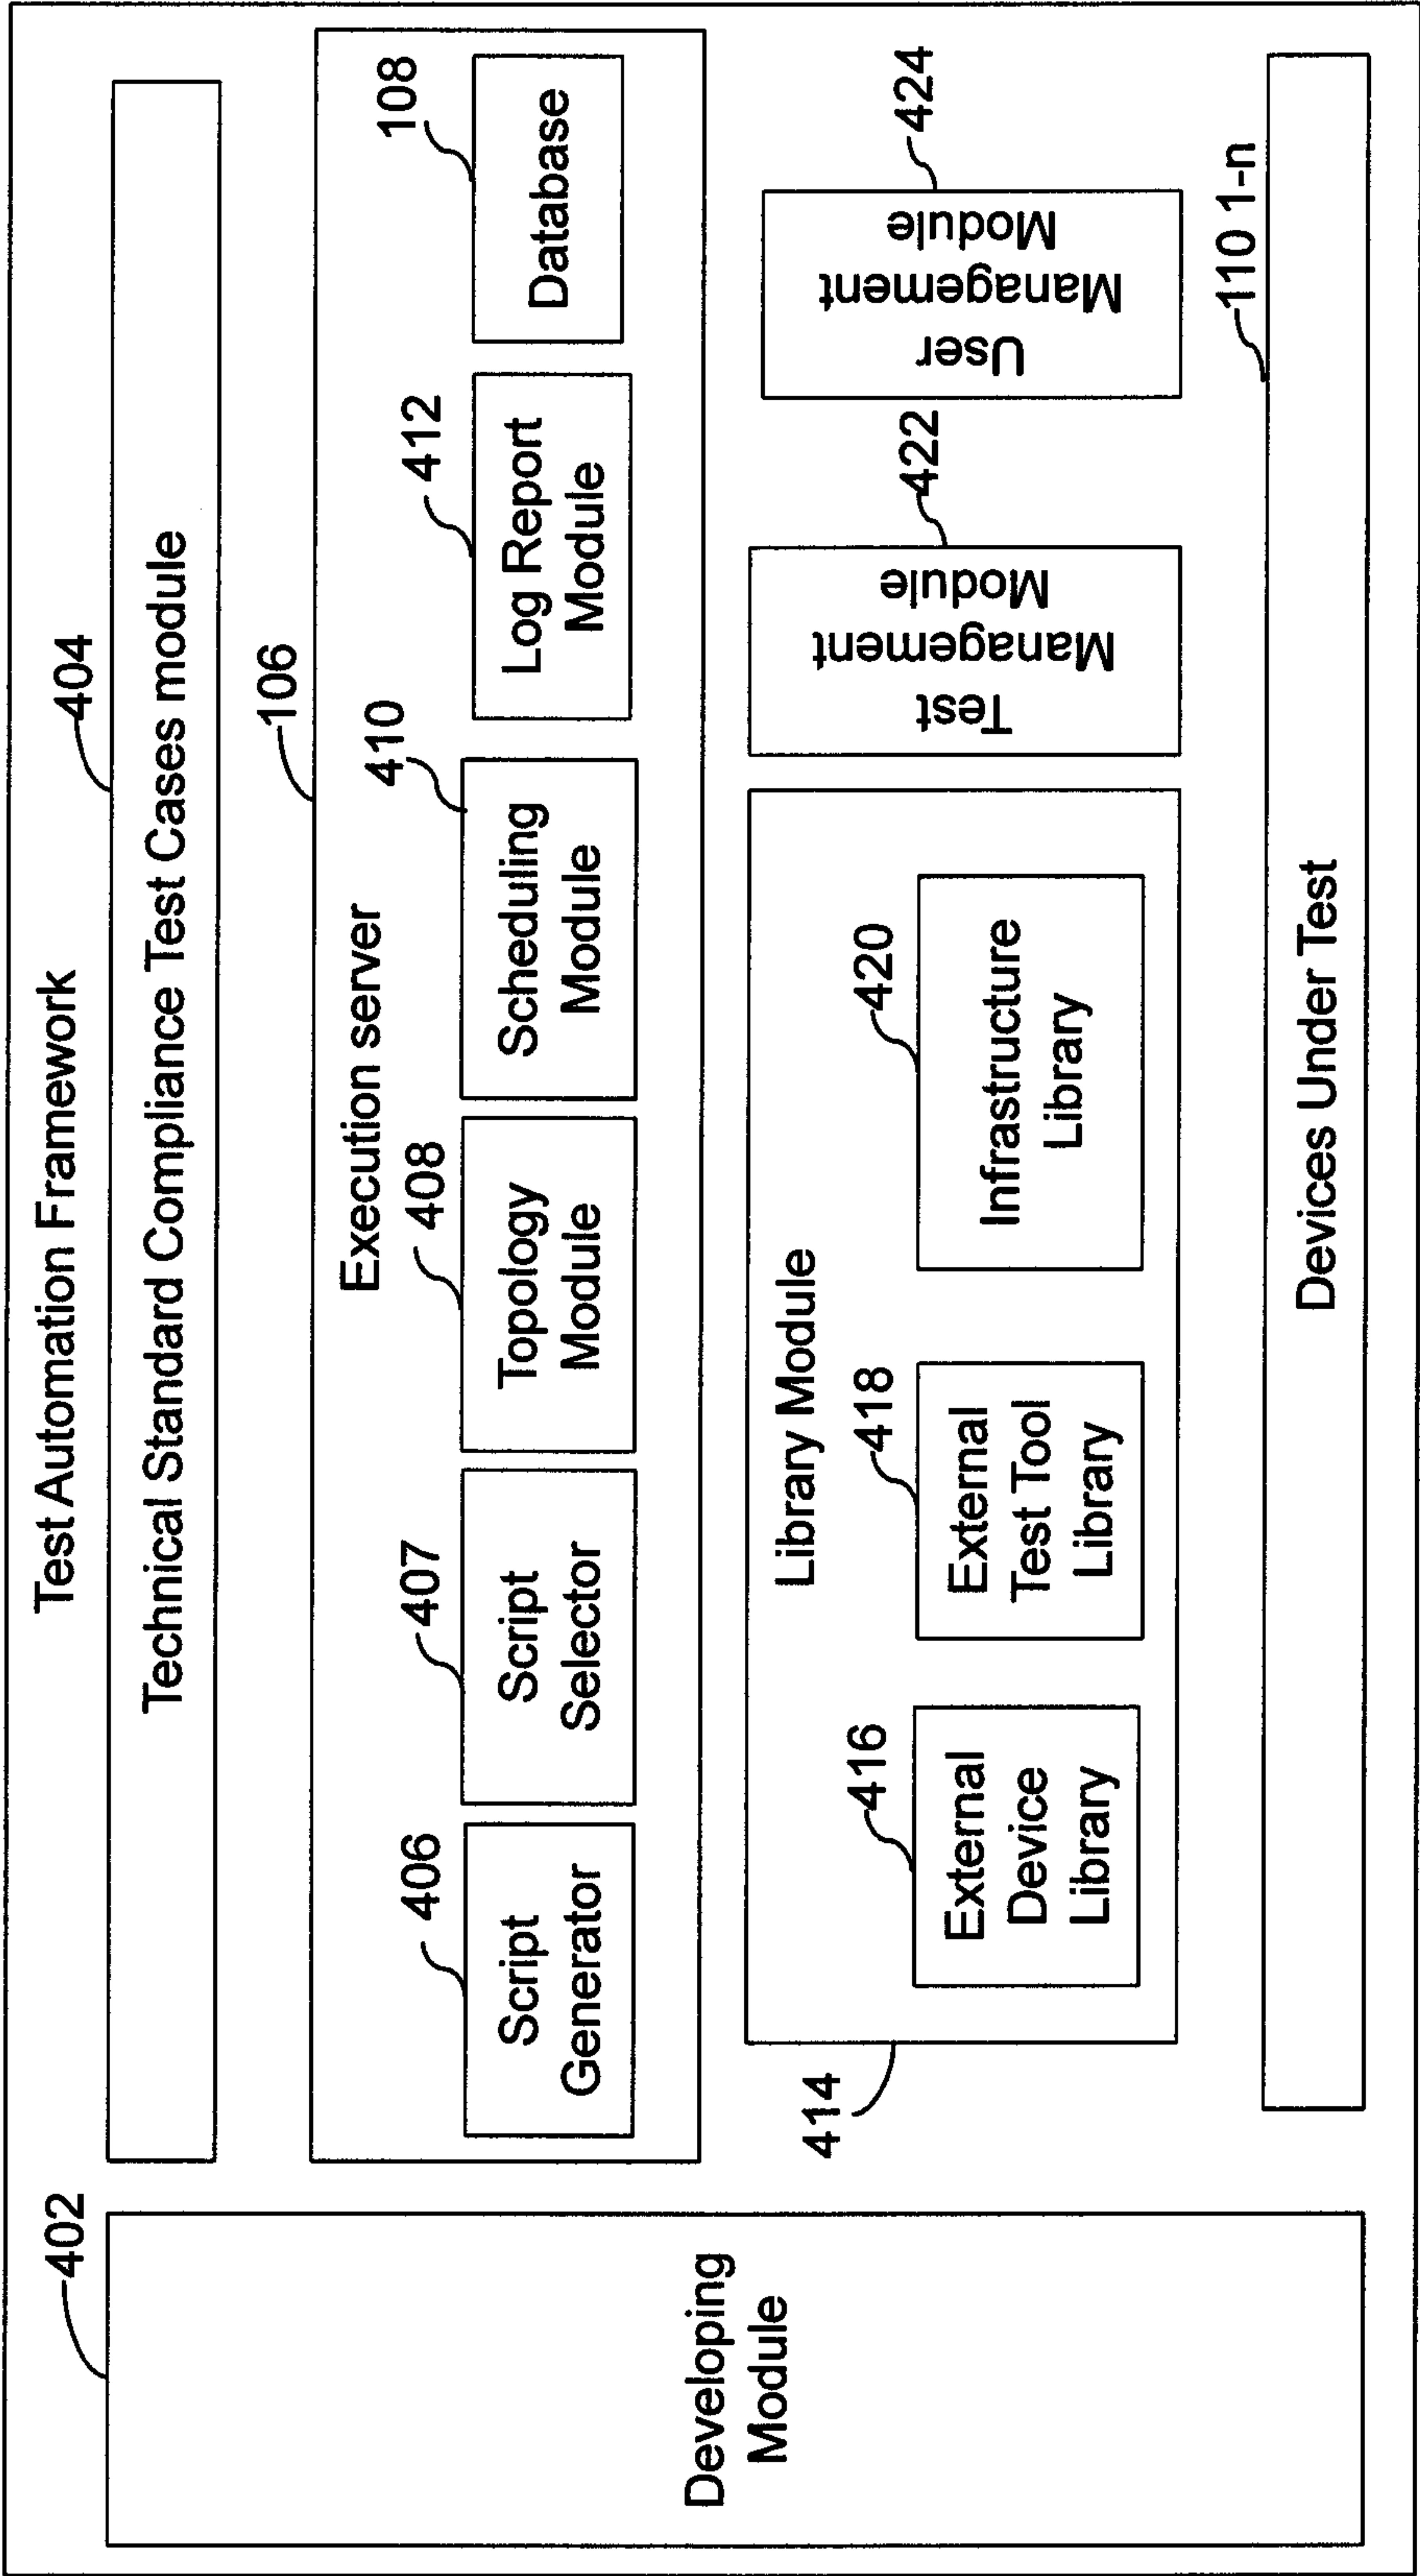 Test Automation Framework
402
404
Technical Standard Compliance Test Cases module
106
Execution server
406
407
408
410
412
108
Script
Generator
Script
Selector
Topology
Module
Scheduling
Module
Log Report
Module
Database
Developing
Module
414
Library Module
416
418
420
External
Device
Library
External
Test Tool
Library
Infrastructure
Library
422
Test
Management
Module
424
User
Management
Module
110 1-n
Devices Under Test